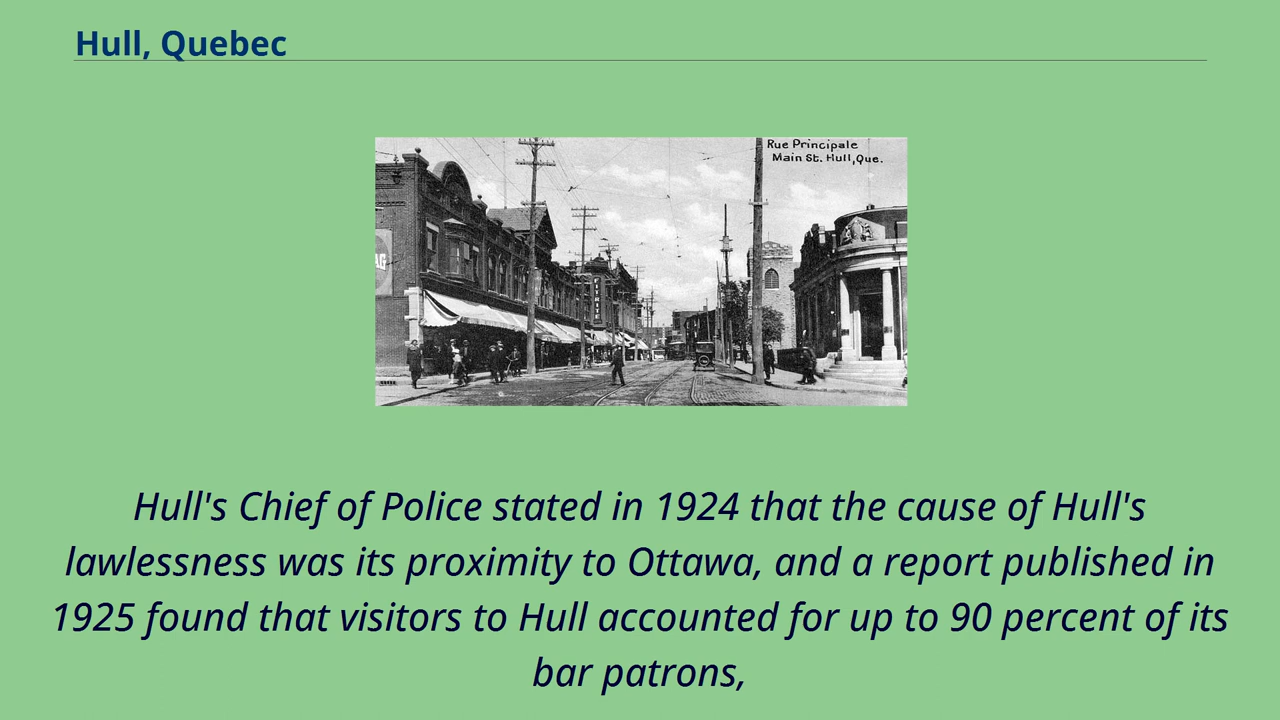 Hull, Quebec
Rue Principale
Main St. Hull, Que.
Hull's Chief of Police stated in 1924 that the cause of Hull's
lawlessness was its proximity to Ottawa, and a report published in
1925 found that visitors to Hull accounted for up to 90 percent of its
bar patrons,